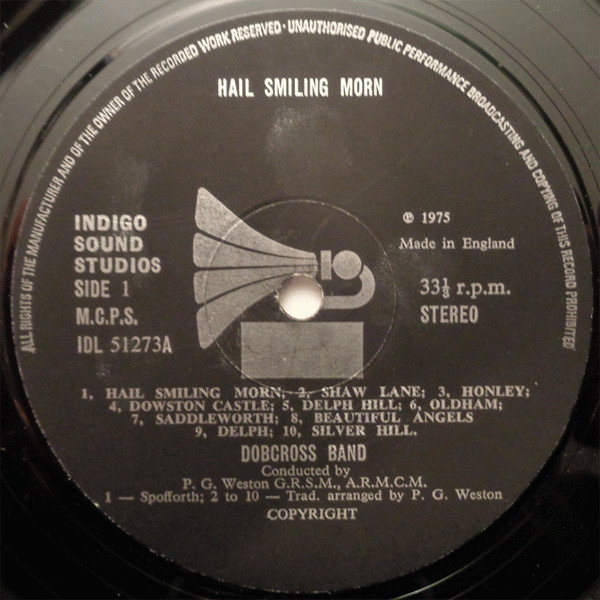 ALL RIGHTS OF THE MANUFACTURER AND OF THE OWNER OF THE RECORDED WORK RESERVED · UNAUTHORISED PUBLIC PERFORMANCE BROADCASTING AND COPYING OF THIS RECORD PROHIBITED
HAIL SMILING MORN
INDIGO
SOUND
STUDIOS
SIDE 1
M.C.P.S.
IDL 51273A
℗ 1975
Made in England
33⅓ r.p.m.
STEREO
1, HAIL SMILING MORN; 2, SHAW LANE; 3, HONLEY;
4, DOWSTON CASTLE; 5, DELPH HILL; 6, OLDHAM;
7, SADDLEWORTH; 8, BEAUTIFUL ANGELS
9, DELPH; 10, SILVER HILL.
DOBCROSS BAND
Conducted by
P. G. Weston G.R.S.M., A.R.M.C.M.
1 — Spofforth; 2 to 10 — Trad. arranged by P. G. Weston
COPYRIGHT